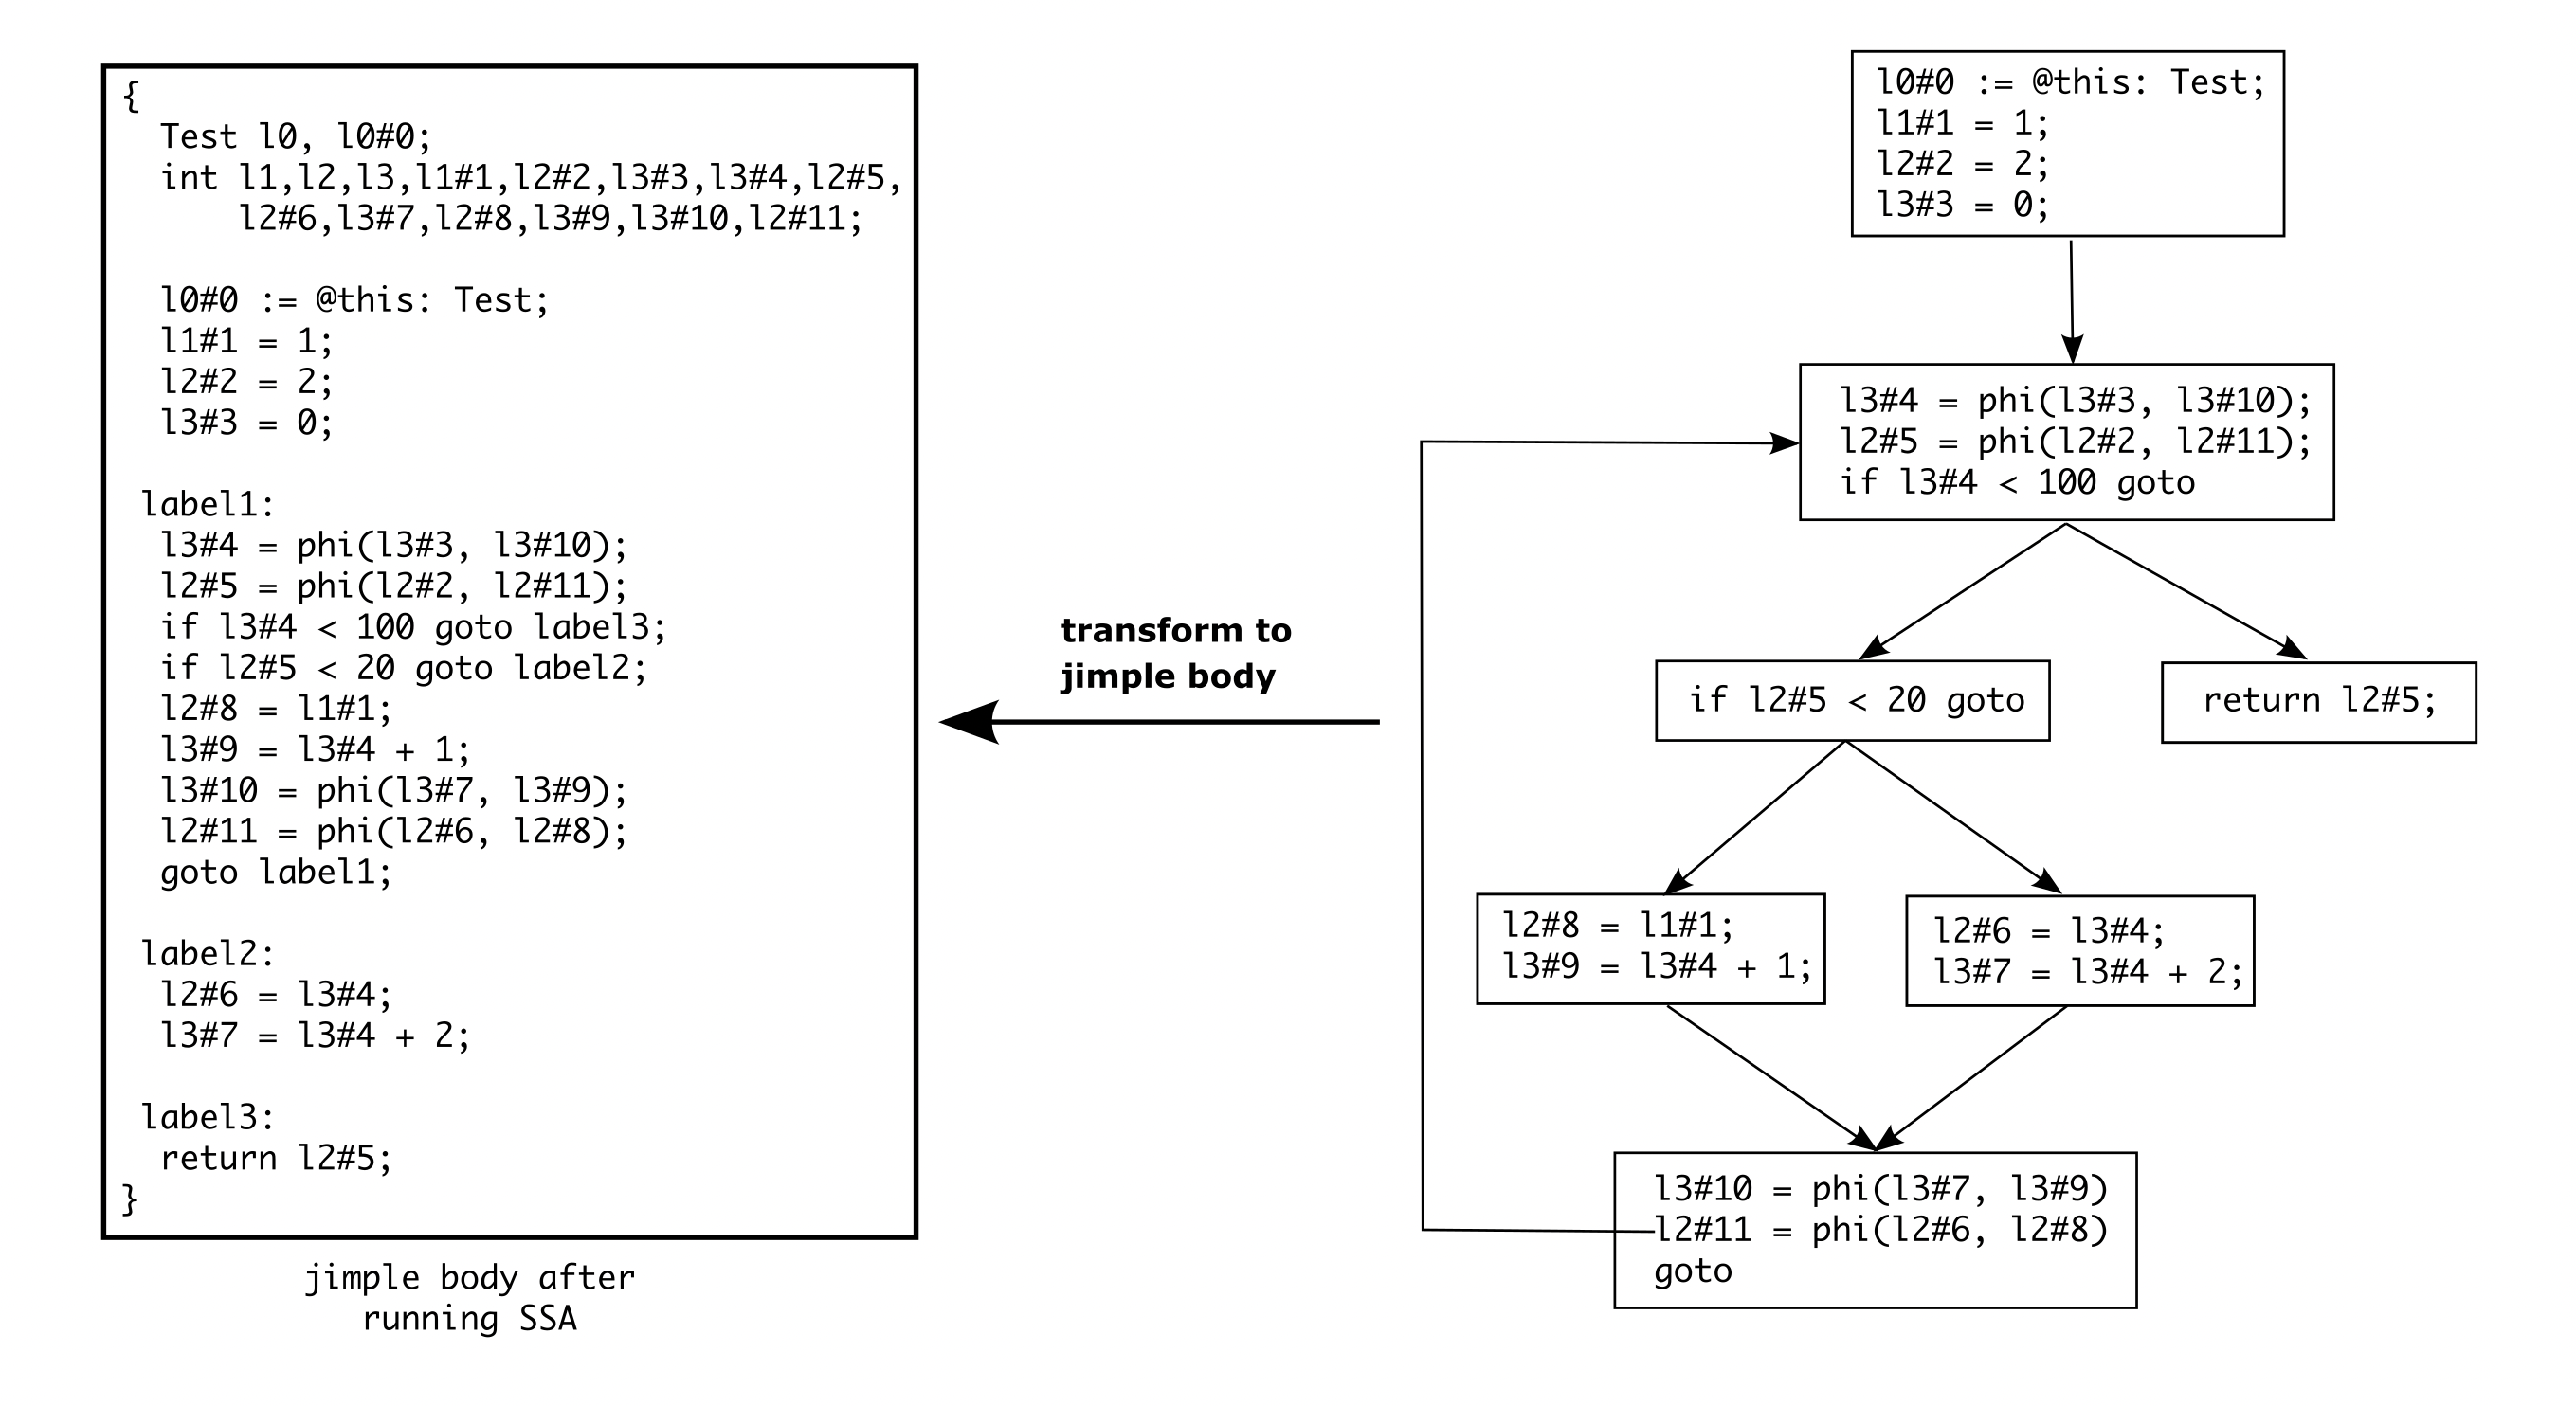 {
Test l0, l0#0;
int l1,l2,l3,l1#1,l2#2,l3#3,l3#4,l2#5,
l2#6,l3#7,l2#8,l3#9,l3#10,l2#11;
l0#0 := @this: Test;
l1#1 = 1;
l2#2 = 2;
l3#3 = 0;
label1:
l3#4 = phi(l3#3, l3#10);
l2#5 = phi(l2#2, l2#11);
if l3#4 < 100 goto label3;
if l2#5 < 20 goto label2;
l2#8 = l1#1;
l3#9 = l3#4 + 1;
l3#10 = phi(l3#7, l3#9);
l2#11 = phi(l2#6, l2#8);
goto label1;
label2:
l2#6 = l3#4;
l3#7 = l3#4 + 2;
label3:
return l2#5;
}
jimple body after
running SSA
transform to
jimple body
l0#0 := @this: Test;
l1#1 = 1;
l2#2 = 2;
l3#3 = 0;
l3#4 = phi(l3#3, l3#10);
l2#5 = phi(l2#2, l2#11);
if l3#4 < 100 goto
if l2#5 < 20 goto
return l2#5;
l2#8 = l1#1;
l3#9 = l3#4 + 1;
l2#6 = l3#4;
l3#7 = l3#4 + 2;
l3#10 = phi(l3#7, l3#9)
l2#11 = phi(l2#6, l2#8)
goto